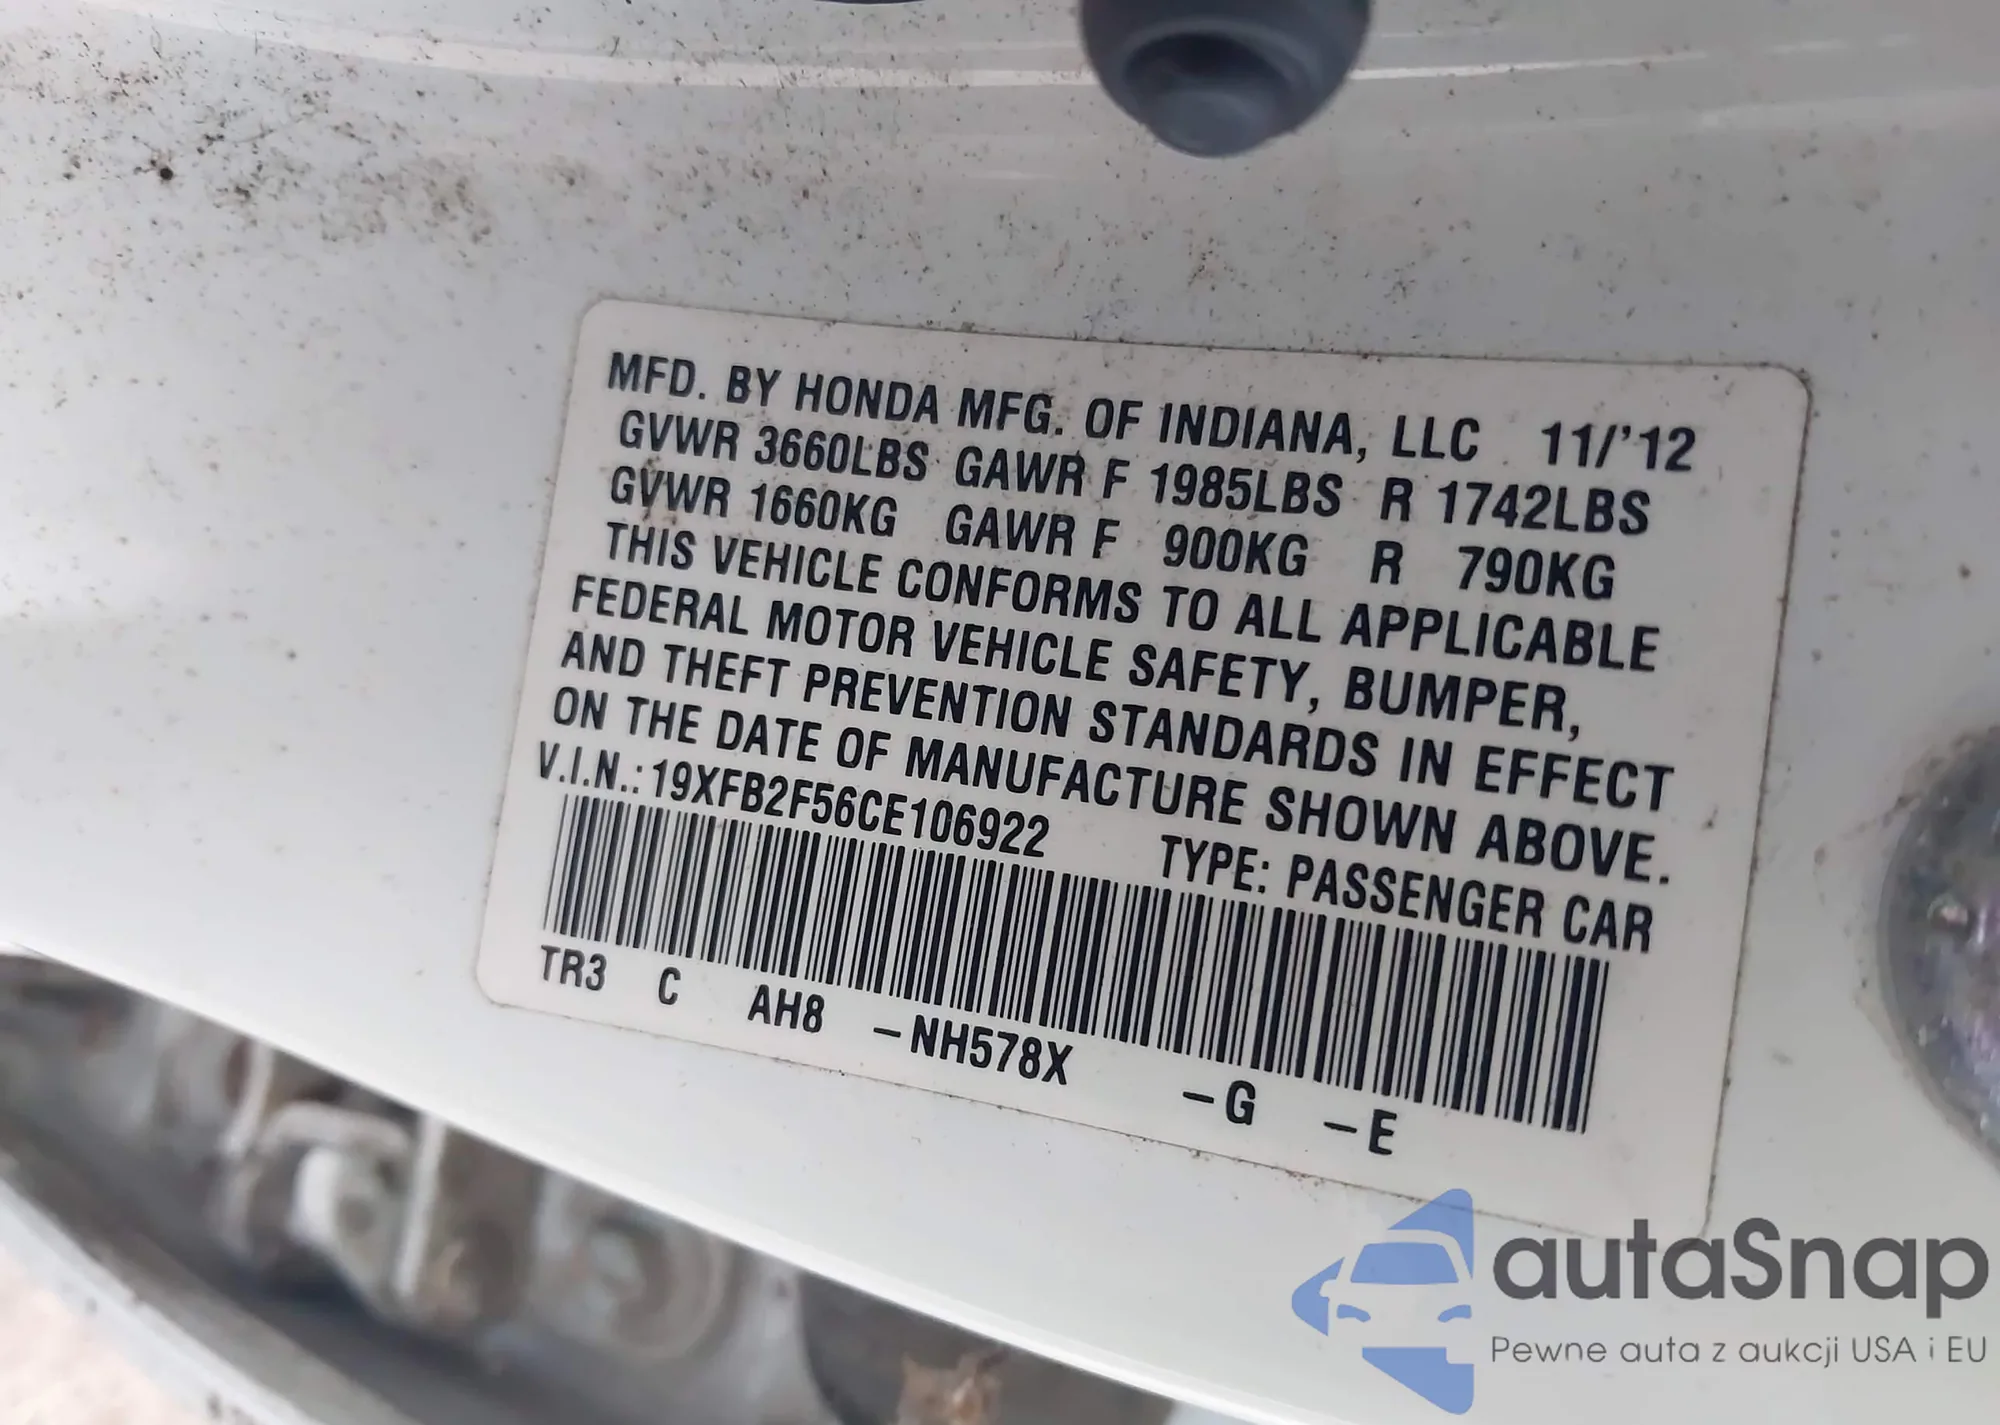 MFD. BY HONDA MFG. OF INDIANA, LLC 11/'12
GVWR 3660LBS GAWR F 1985LBS R 1742LBS
GVWR 1660KG GAWR F 900KG R 790KG
THIS VEHICLE CONFORMS TO ALL APPLICABLE
FEDERAL MOTOR VEHICLE SAFETY, BUMPER,
AND THEFT PREVENTION STANDARDS IN EFFECT
ON THE DATE OF MANUFACTURE SHOWN ABOVE.
V.I.N.: 19XFB2F56CE106922 TYPE: PASSENGER CAR
TR3 C AH8 -NH578X -G -E
autaSnap
Pewne auta z aukcji USA i EU